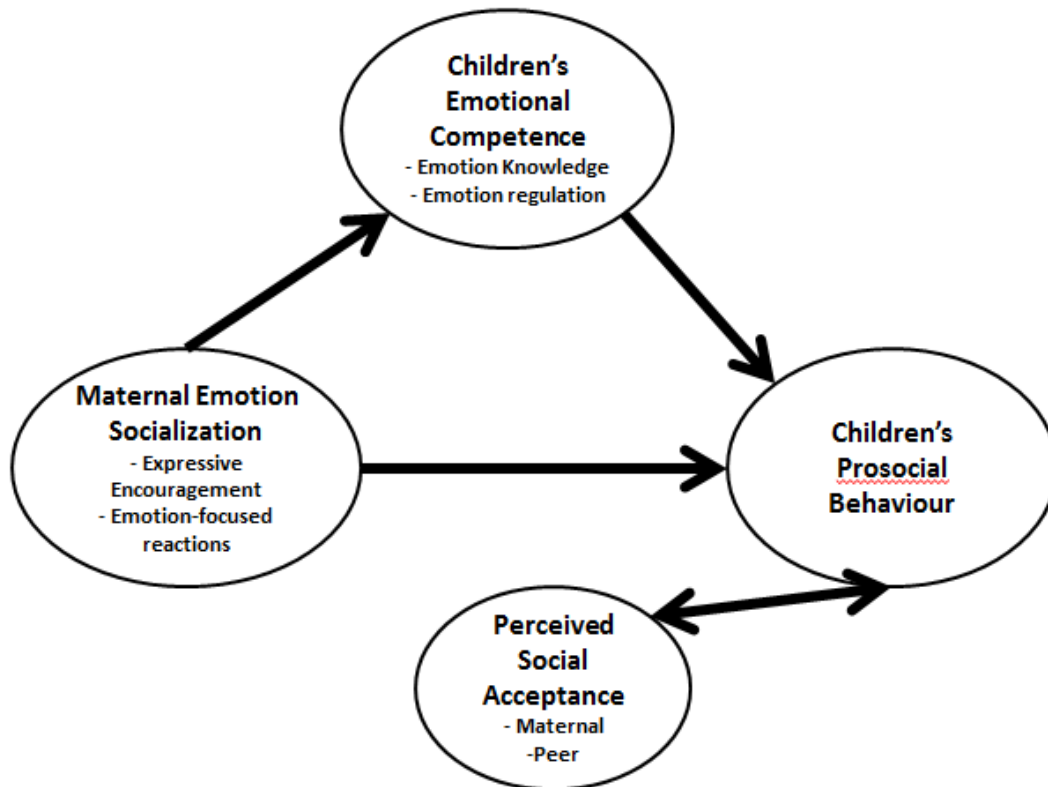 Children's
Emotional
Competence
- Emotion Knowledge
- Emotion regulation
Maternal Emotion
Socialization
- Expressive
Encouragement
- Emotion-focused
reactions
Children's
Prosocial
Behaviour
Perceived
Social
Acceptance
- Maternal
-Peer